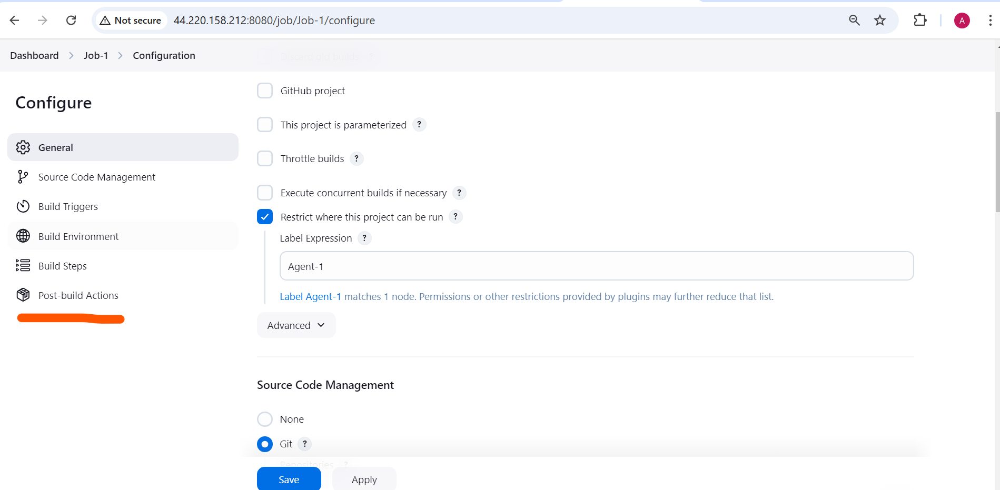 Not secure
44.220.158.212:8080/job/Job-1/configure
A
Dashboard > Job-1 > Configuration
Discard old builds ?
Configure
General
Source Code Management
Build Triggers
Build Environment
Build Steps
Post-build Actions
GitHub project
This project is parameterized ?
Throttle builds ?
Execute concurrent builds if necessary ?
Restrict where this project can be run ?
Label Expression ?
Agent-1
Label Agent-1 matches 1 node. Permissions or other restrictions provided by plugins may further reduce that list.
Advanced
Source Code Management
None
Git ?
Repositories ?
Save
Apply